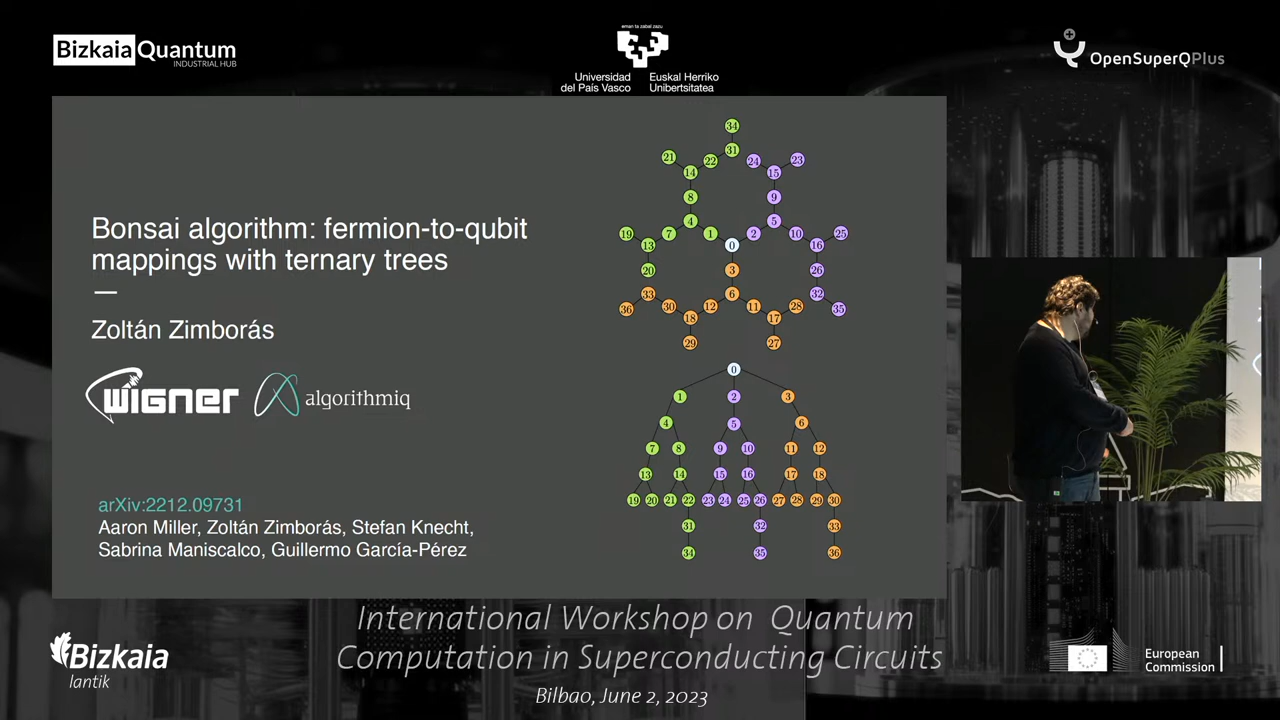 Bizkaia Quantum
INDUSTRIAL HUB
eman ta zabal zazu
Universidad
del País Vasco
Euskal Herriko
Unibertsitatea
OpenSuperQPlus
Bonsai algorithm: fermion-to-qubit
mappings with ternary trees
Zoltán Zimborás
wigner
algorithmiq
arXiv:2212.09731
Aaron Miller, Zoltán Zimborás, Stefan Knecht,
Sabrina Maniscalco, Guillermo García-Pérez
34
31
21 22 24 23
14 15
8 9
4 5
19 7 1 2 10 25
13 0 16
20 3 26
33 6 32
36 30 12 11 28 35
18 17
29 27
0
1 2 3
4 5 6
7 8 9 10 11 12
13 14 15 16 17 18
19 20 21 22 23 24 25 26 27 28 29 30
31 32 33
34 35 36
International Workshop on Quantum
Computation in Superconducting Circuits
Bilbao, June 2, 2023
Bizkaia
lantik
European
Commission